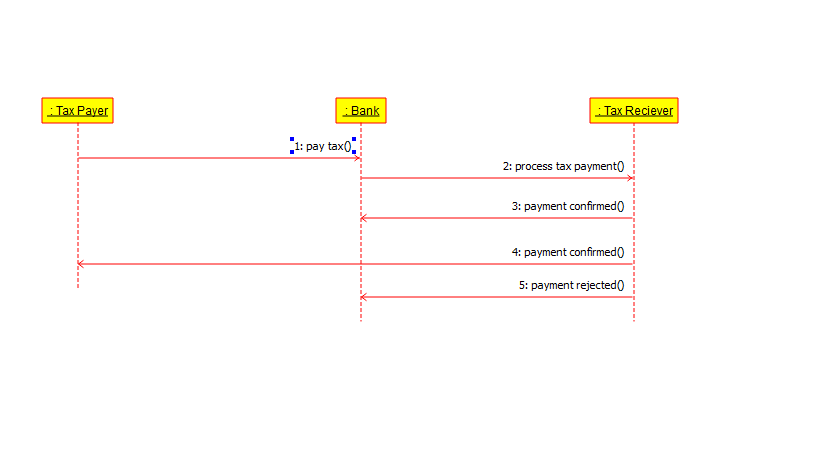 : Tax Payer
: Bank
: Tax Reciever
1: pay tax()
2: process tax payment()
3: payment confirmed()
4: payment confirmed()
5: payment rejected()